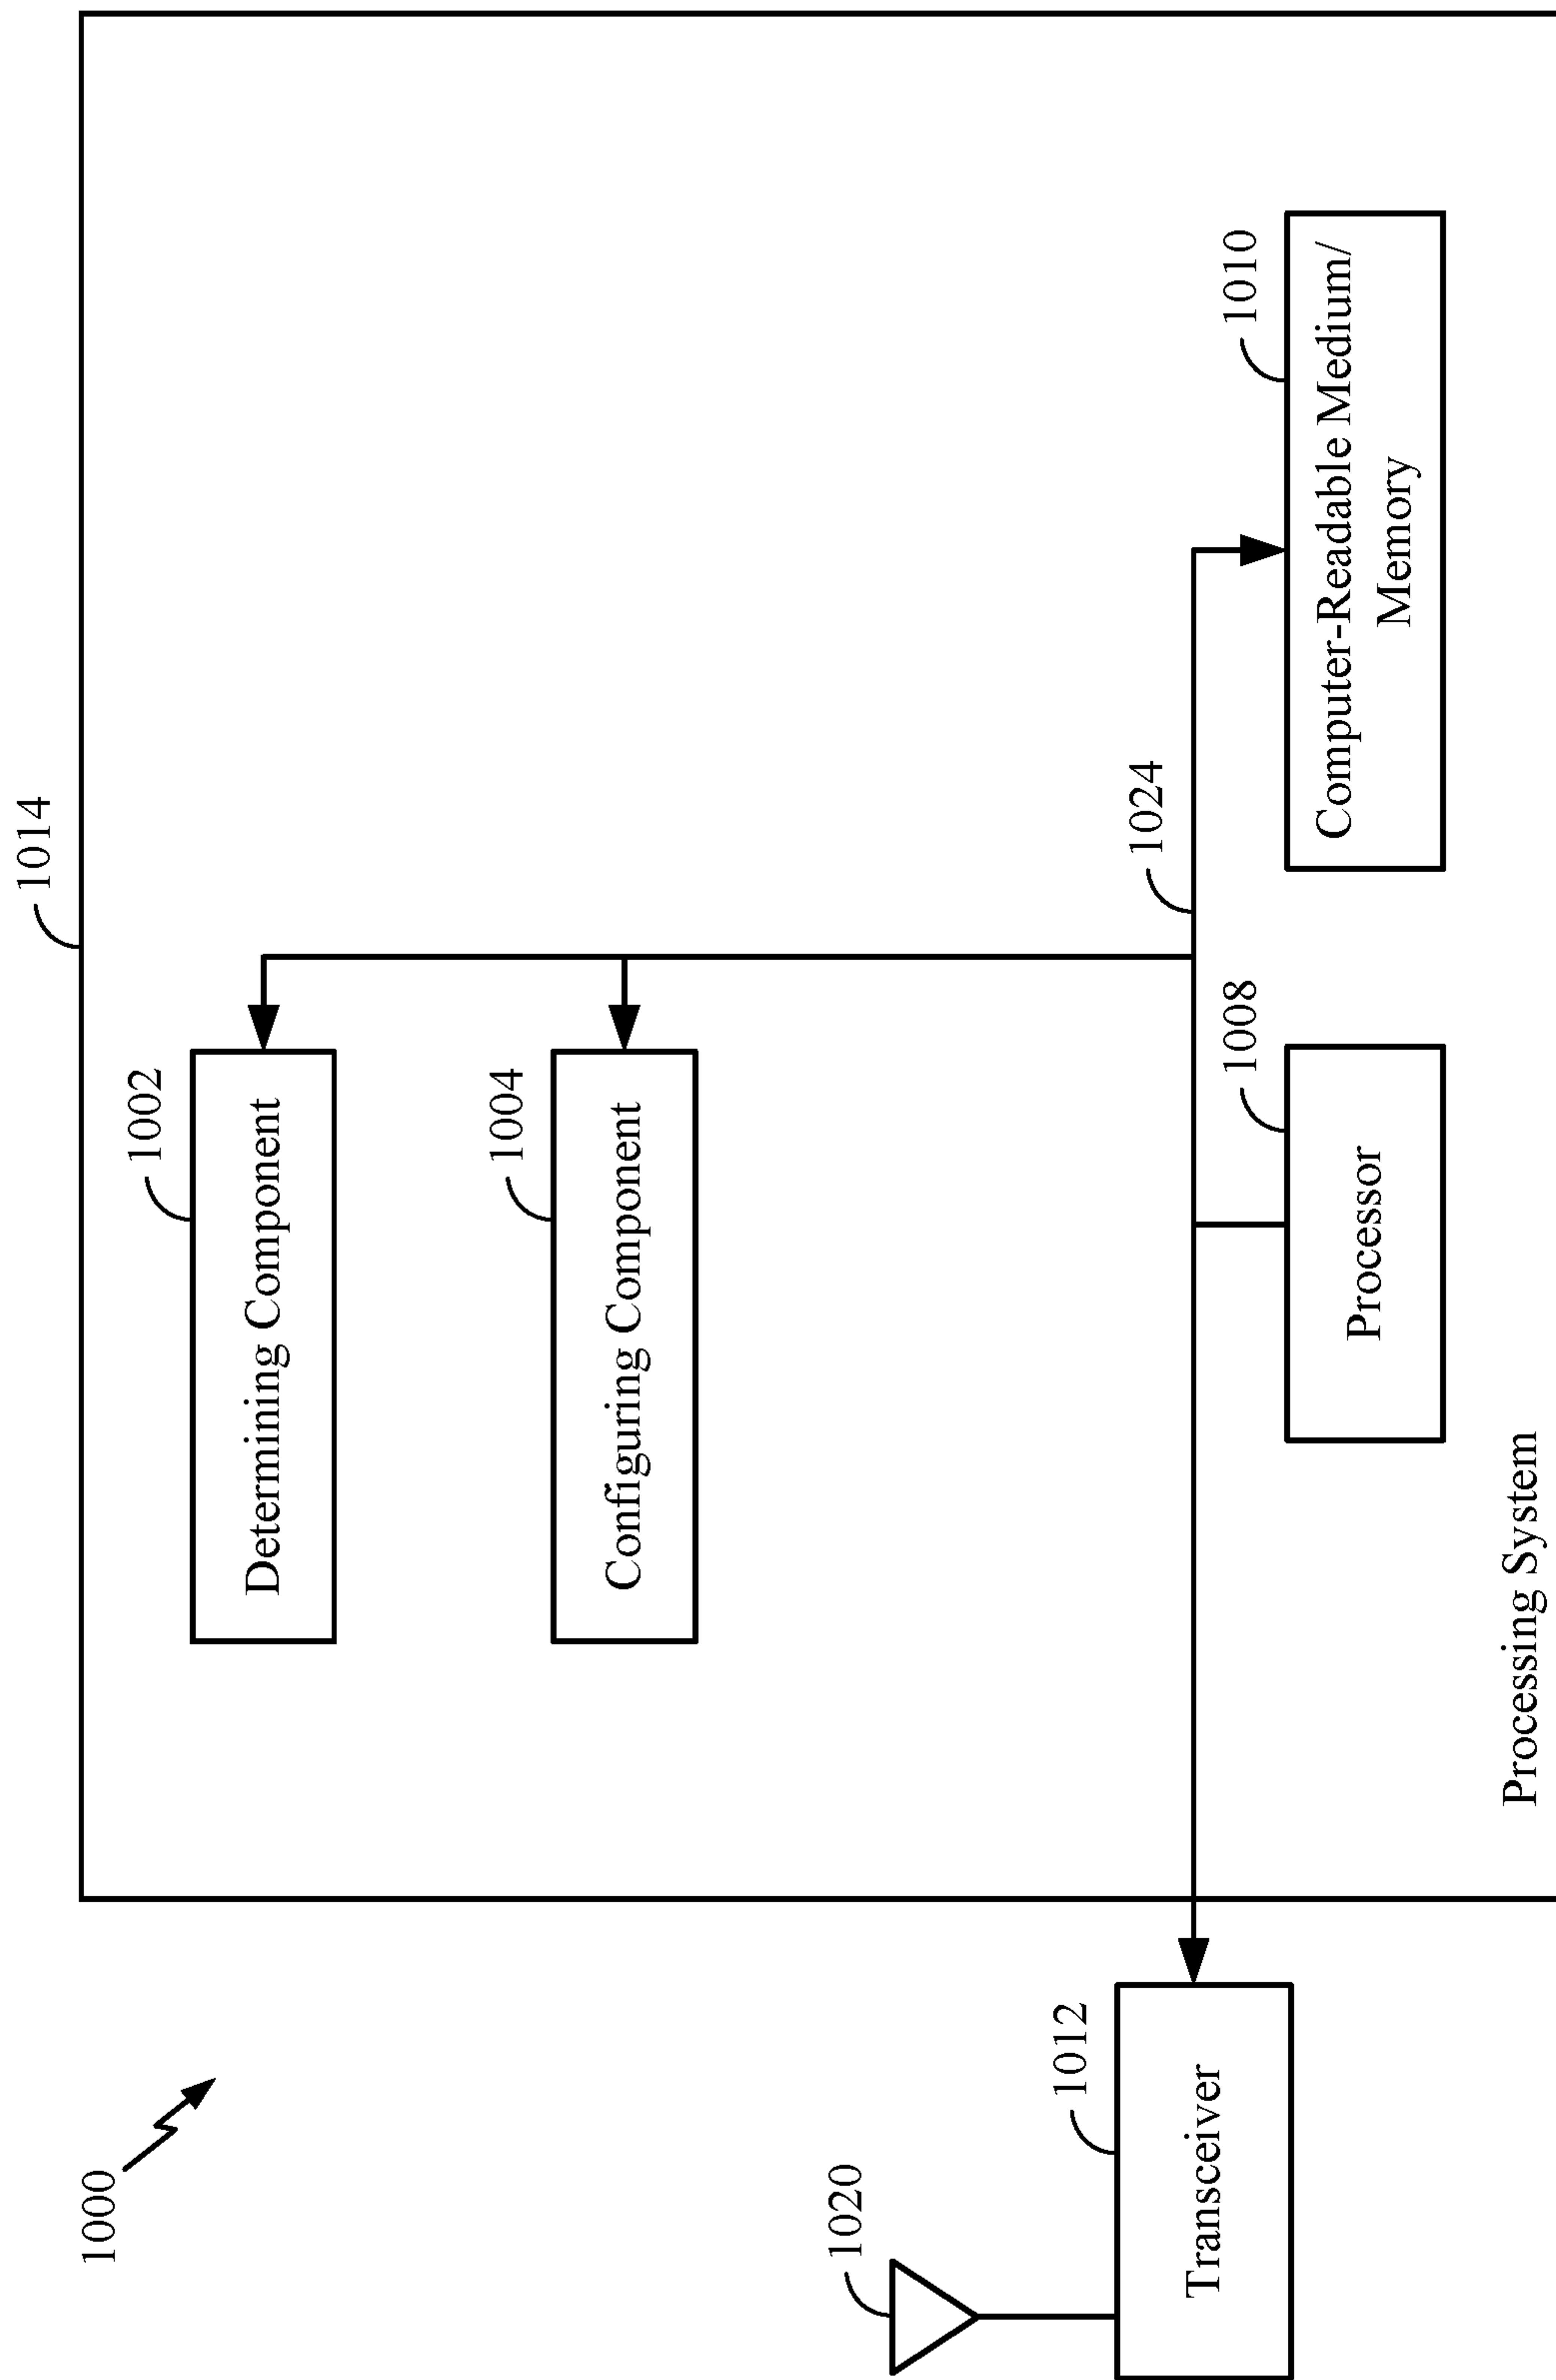 1000
1014
1002
Determining Component
1004
Configuring Component
1020
1012
Transceiver
1024
1008
Processor
1010
Computer-Readable Medium/
Memory
Processing System